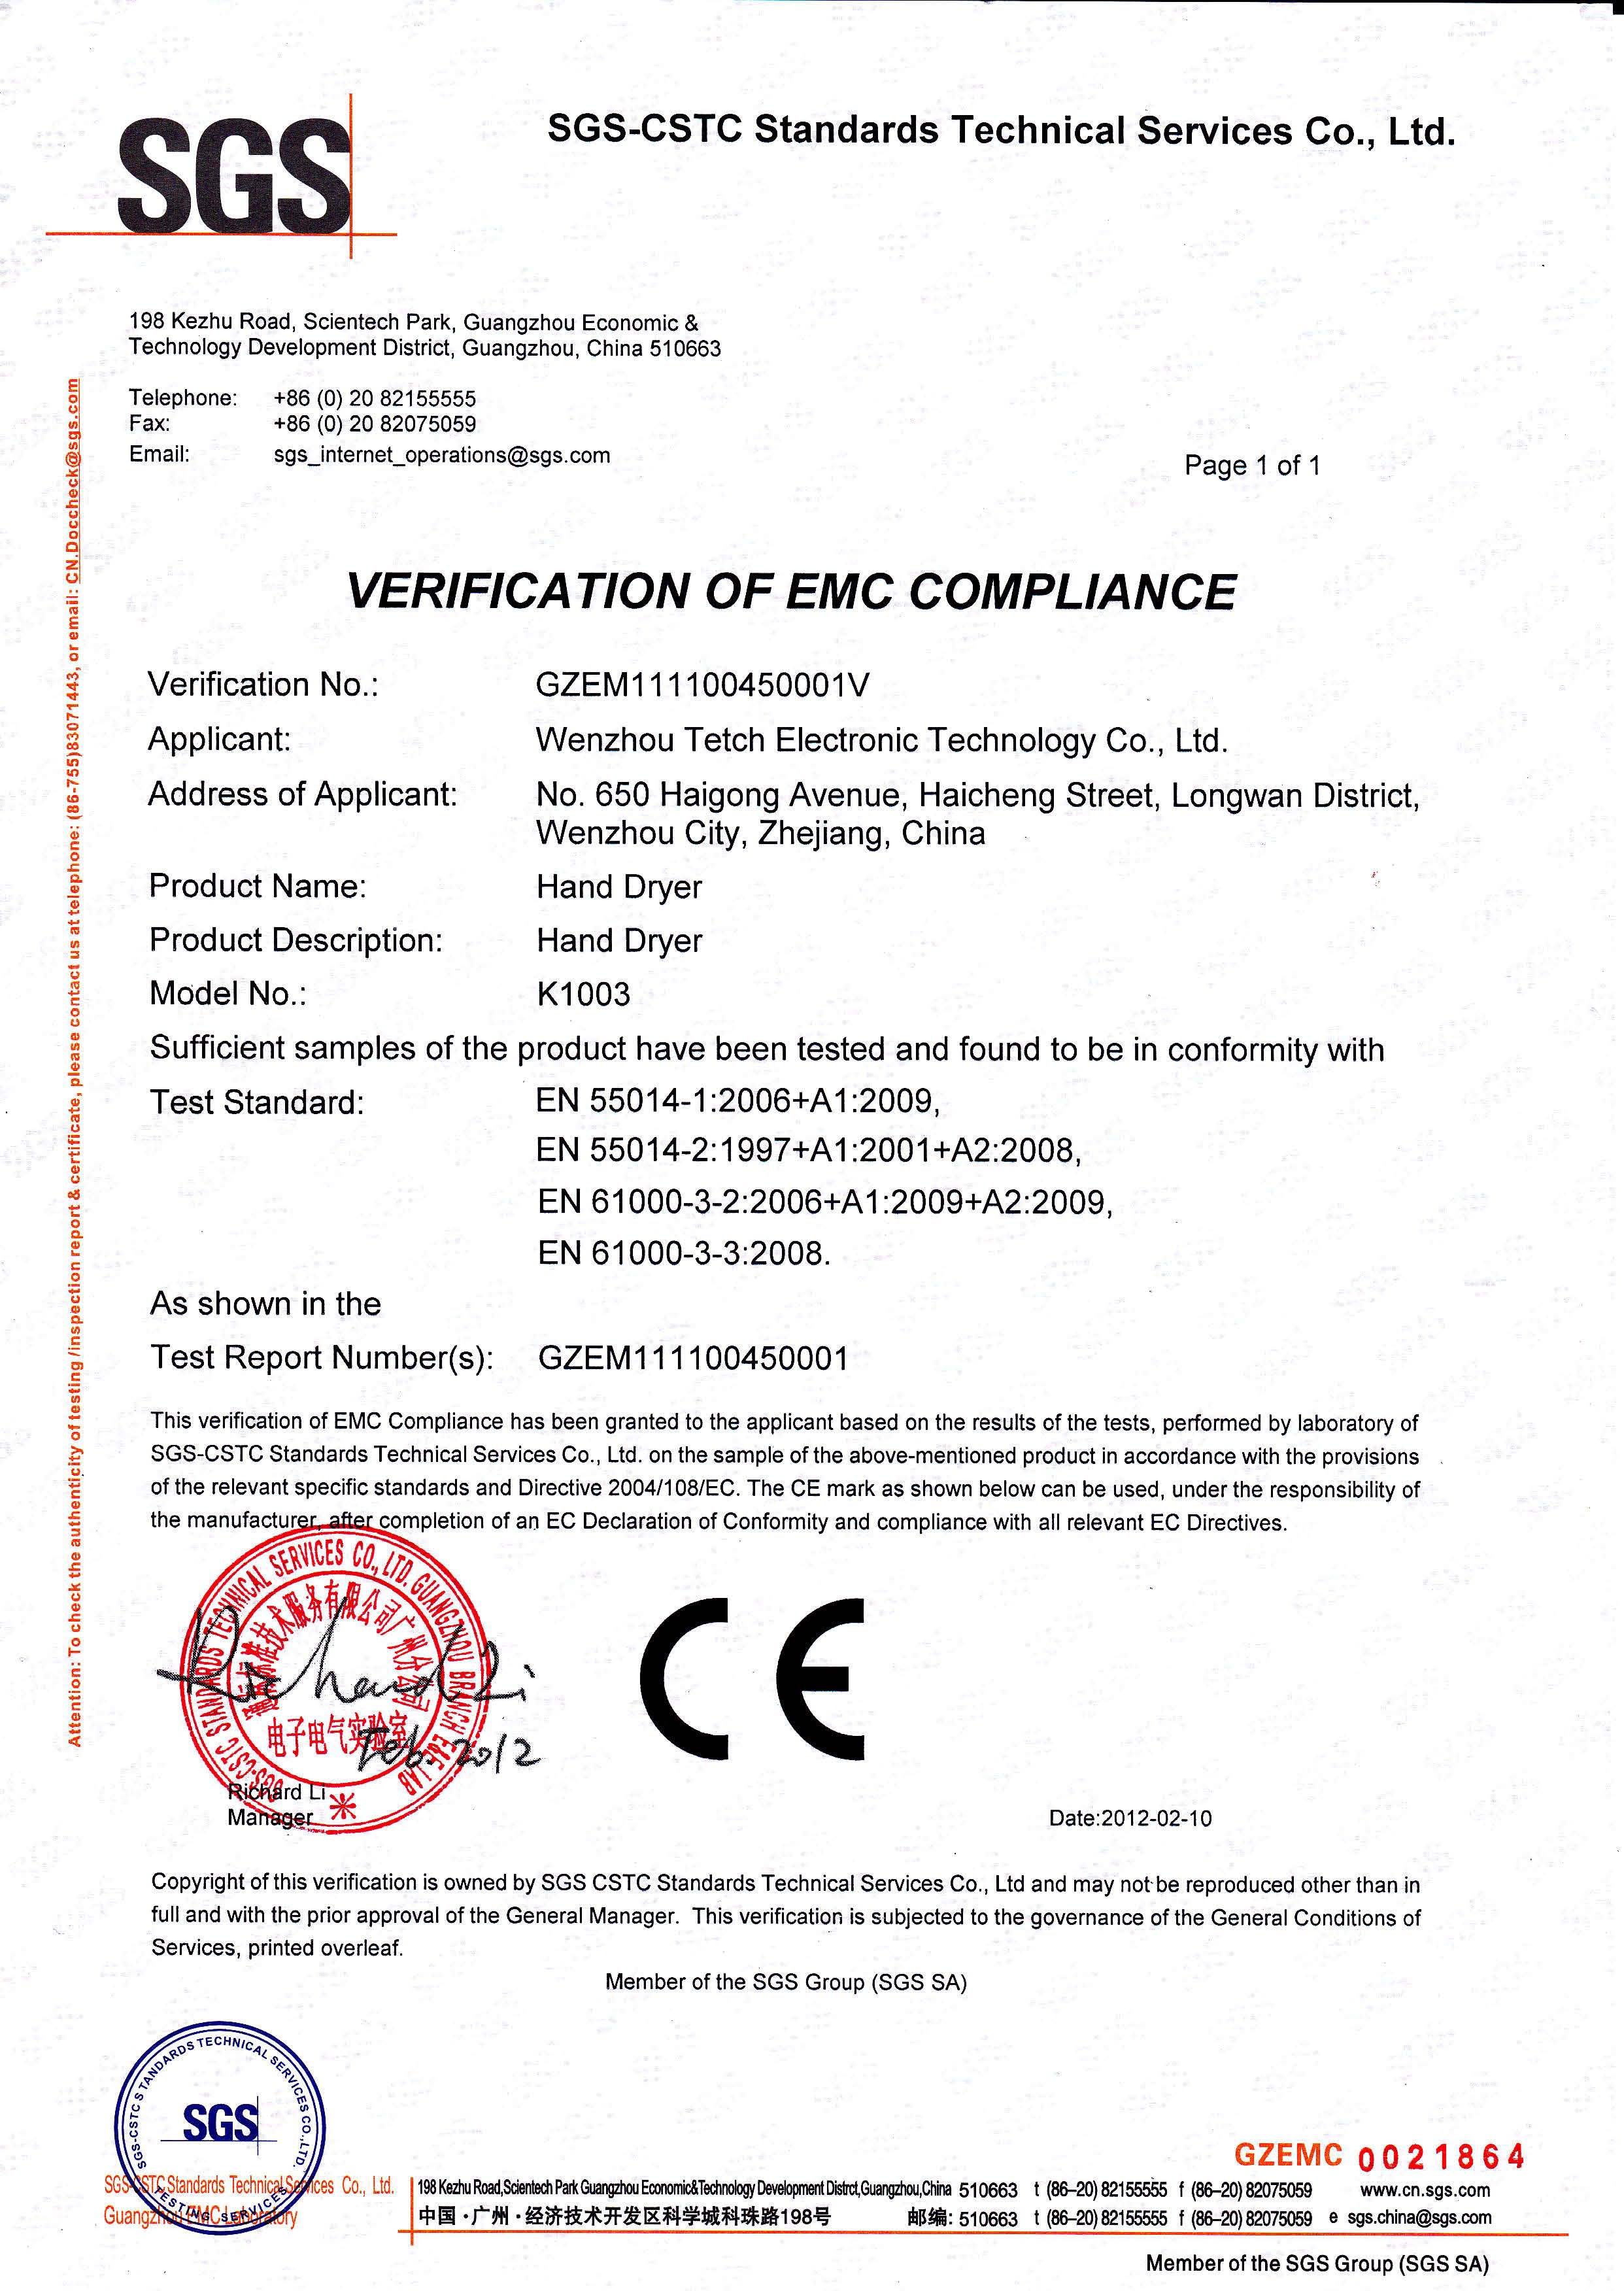 SGS
SGS-CSTC Standards Technical Services Co., Ltd.
198 Kezhu Road, Scientech Park, Guangzhou Economic &
Technology Development District, Guangzhou, China 510663
Telephone: +86 (0) 20 82155555
Fax: +86 (0) 20 82075059
Email: sgs_internet_operations@sgs.com
Page 1 of 1
Attention: To check the authenticity of testing /inspection report & certificate, please contact us at telephone: (86-755)83071443, or email: CN.Doccheck@sgs.com
VERIFICATION OF EMC COMPLIANCE
Verification No.: GZEM111100450001V
Applicant: Wenzhou Tetch Electronic Technology Co., Ltd.
Address of Applicant: No. 650 Haigong Avenue, Haicheng Street, Longwan District,
Wenzhou City, Zhejiang, China
Product Name: Hand Dryer
Product Description: Hand Dryer
Model No.: K1003
Sufficient samples of the product have been tested and found to be in conformity with
Test Standard: EN 55014-1:2006+A1:2009,
EN 55014-2:1997+A1:2001+A2:2008,
EN 61000-3-2:2006+A1:2009+A2:2009,
EN 61000-3-3:2008.
As shown in the
Test Report Number(s): GZEM111100450001
This verification of EMC Compliance has been granted to the applicant based on the results of the tests, performed by laboratory of
SGS-CSTC Standards Technical Services Co., Ltd. on the sample of the above-mentioned product in accordance with the provisions
of the relevant specific standards and Directive 2004/108/EC. The CE mark as shown below can be used, under the responsibility of
the manufacturer, after completion of an EC Declaration of Conformity and compliance with all relevant EC Directives.
SGS-CSTC STANDARDS TECHNICAL SERVICES CO., LTD. GUANGZHOU BRANCH E&E LAB
标准技术服务有限公司广州分公司
电子电气实验室
Richard Li
Feb. 2012
CE
Richard Li
Manager
Date:2012-02-10
Copyright of this verification is owned by SGS CSTC Standards Technical Services Co., Ltd and may not be reproduced other than in
full and with the prior approval of the General Manager. This verification is subjected to the governance of the General Conditions of
Services, printed overleaf.
Member of the SGS Group (SGS SA)
SGS-CSTC STANDARDS TECHNICAL SERVICES CO., LTD.
SGS
TESTING SERVICES
GZEMC 0021864
SGS-CSTC Standards Technical Services Co., Ltd.
Guangzhou EMC Laboratory
198 Kezhu Road,Scientech Park Guangzhou Economic&Technology Development District,Guangzhou,China 510663 t (86-20) 82155555 f (86-20) 82075059 www.cn.sgs.com
中国·广州·经济技术开发区科学城科珠路198号 邮编: 510663 t (86-20) 82155555 f (86-20) 82075059 e sgs.china@sgs.com
Member of the SGS Group (SGS SA)